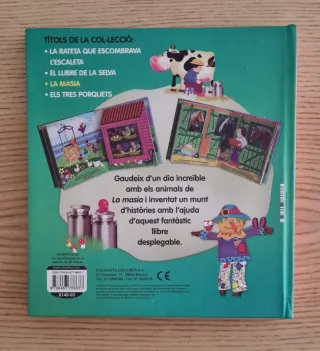 TÍTOLS DE LA COL·LECCIÓ:
• LA RATETA QUE ESCOMBRAVA
L'ESCALETA
• EL LLIBRE DE LA SELVA
• LA MASIA
• ELS TRES PORQUETS
Gaudeix d'un dia increïble
amb els animals de
La masia i inventat un munt
d'històries amb l'ajuda
d'aquest fantàstic
llibre
desplegable.
CE